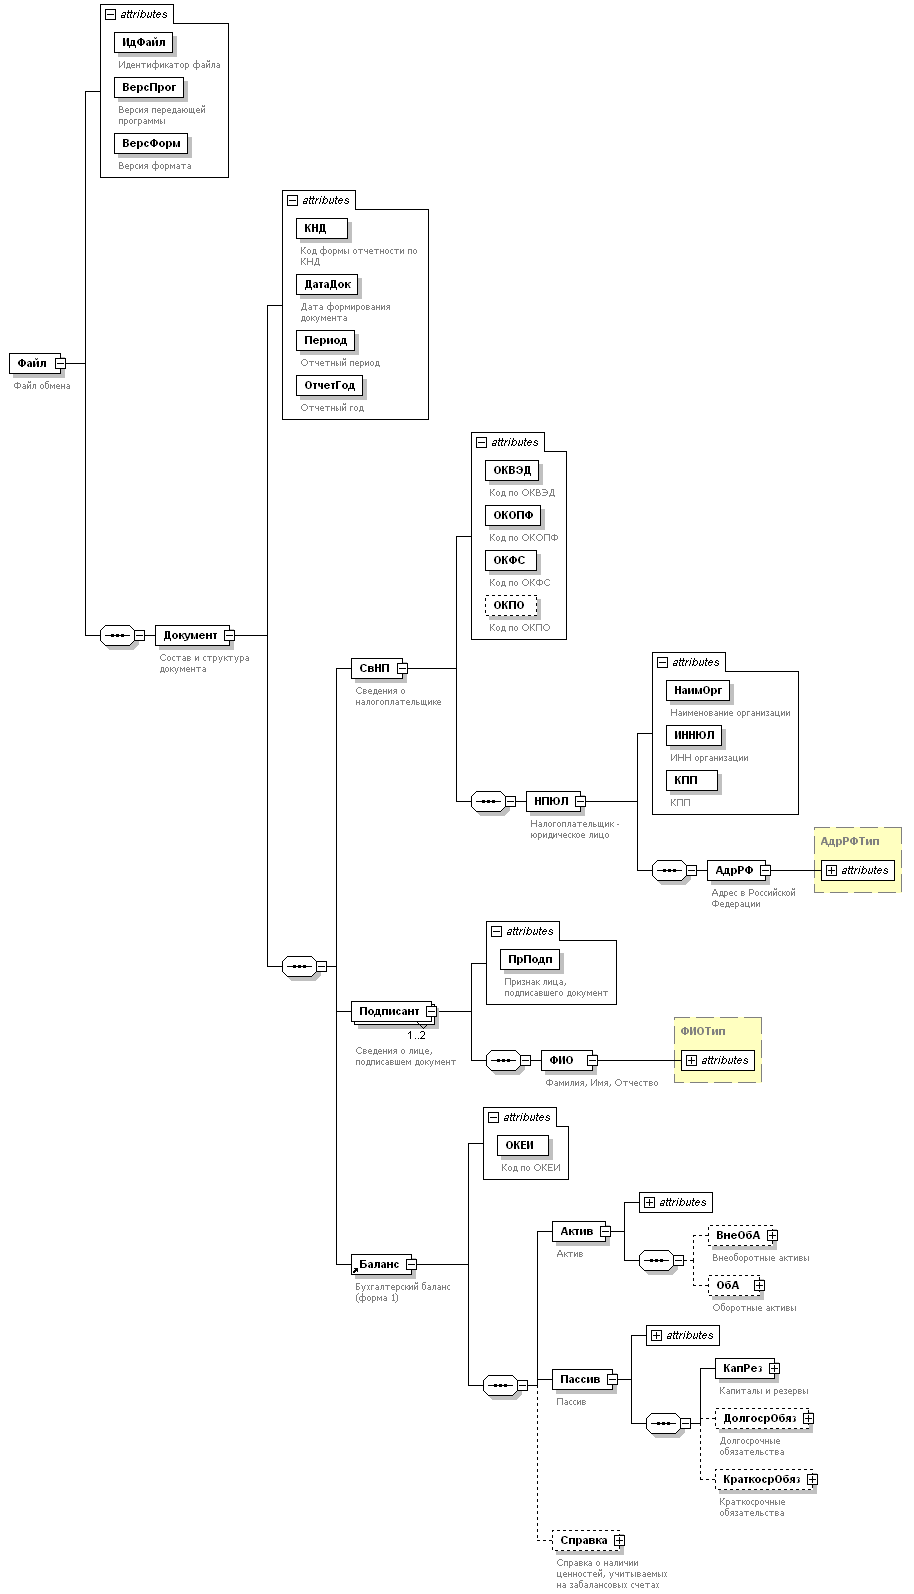 attributes
ИдФайл
Идентификатор файла
ВерсПрог
Версия передающей
программы
ВерсФорм
Версия формата
attributes
КНД
Код формы отчетности по
КНД
ДатаДок
Дата формирования
документа
Период
Отчетный период
ОтчетГод
Отчетный год
Файл
Файл обмена
attributes
ОКВЭД
Код по ОКВЭД
ОКОПФ
Код по ОКОПФ
ОКФС
Код по ОКФС
ОКПО
Код по ОКПО
Документ
Состав и структура
документа
СвНП
Сведения о
налогоплательщике
attributes
НаимОрг
Наименование организации
ИННЮЛ
ИНН организации
КПП
КПП
НПЮЛ
Налогоплательщик -
юридическое лицо
АдрРФТип
АдрРФ
attributes
Адрес в Российской
Федерации
attributes
ПрПодп
Признак лица,
подписавшего документ
Подписант
1..2
Сведения о лице,
подписавшем документ
ФИОТип
ФИО
attributes
Фамилия, Имя, Отчество
attributes
ОКЕИ
Код по ОКЕИ
Баланс
Бухгалтерский баланс
(форма 1)
attributes
Актив
Актив
ВнеОбА
Внеоборотные активы
ОбА
Оборотные активы
attributes
Пассив
Пассив
КапРез
Капиталы и резервы
ДолгосрОбяз
Долгосрочные
обязательства
КраткосрОбяз
Краткосрочные
обязательства
Справка
Справка о наличии
ценностей, учитываемых
на забалансовых счетах